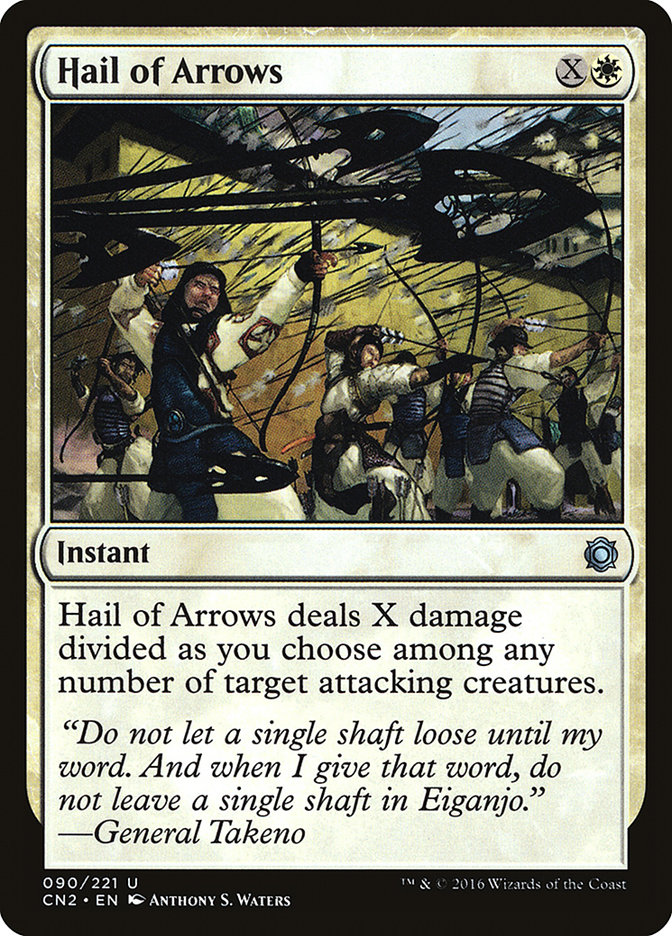 Hail of Arrows
X
Instant
Hail of Arrows deals X damage
divided as you choose among any
number of target attacking creatures.
“Do not let a single shaft loose until my
word. And when I give that word, do
not leave a single shaft in Eiganjo.”
—General Takeno
090/221 U
CN2 • EN Anthony S. Waters
™ & © 2016 Wizards of the Coast